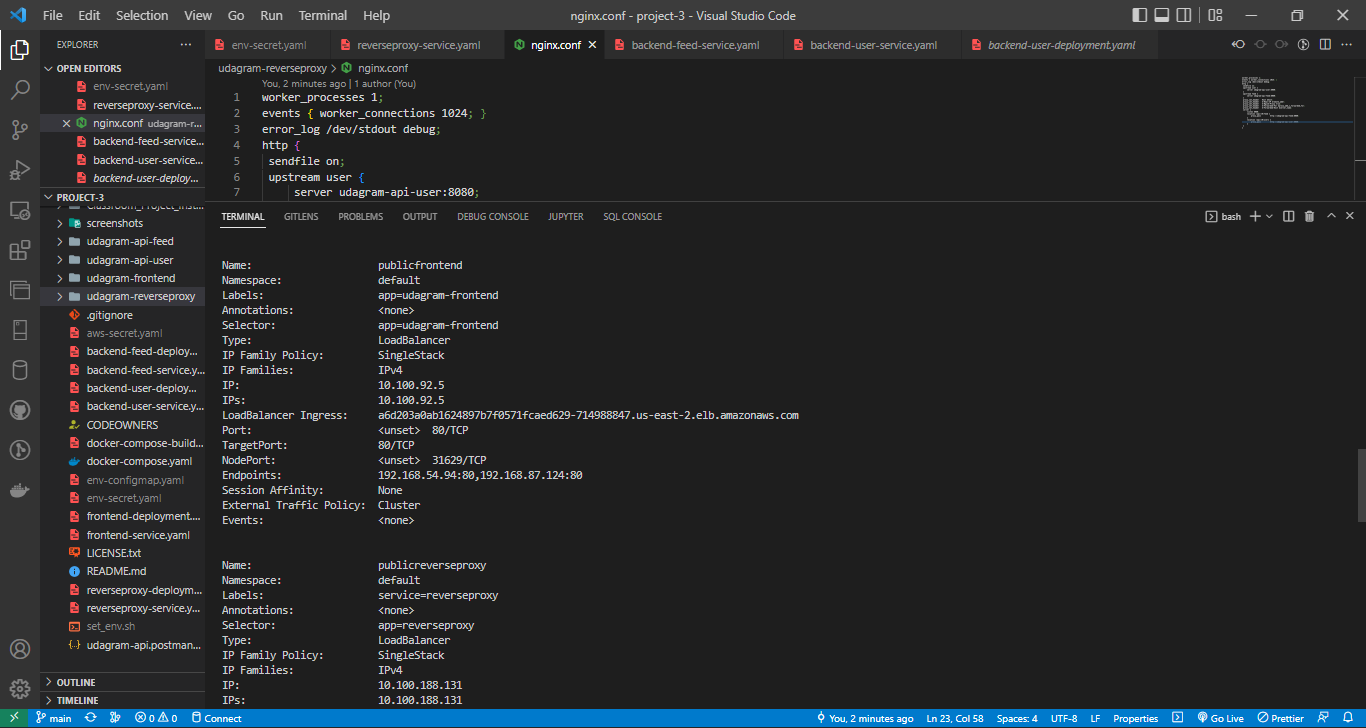 File Edit Selection View Go Run Terminal Help nginx.conf - project-3 - Visual Studio Code
EXPLORER
env-secret.yaml reverseproxy-service.yaml nginx.conf backend-feed-service.yaml backend-user-service.yaml backend-user-deployment.yaml
OPEN EDITORS
env-secret.yaml
reverseproxy-service....
nginx.conf udagram-r...
backend-feed-service...
backend-user-service...
backend-user-deploy...
udagram-reverseproxy > nginx.conf
You, 2 minutes ago | 1 author (You)
1 worker_processes 1;
2 events { worker_connections 1024; }
3 error_log /dev/stdout debug;
4 http {
5 sendfile on;
6 upstream user {
7 server udagram-api-user:8080;
PROJECT-3
screenshots
udagram-api-feed
udagram-api-user
udagram-frontend
udagram-reverseproxy
.gitignore
aws-secret.yaml
backend-feed-deploy...
backend-feed-service.y...
backend-user-deploy...
backend-user-service.y...
CODEOWNERS
docker-compose-build...
docker-compose.yaml
env-configmap.yaml
env-secret.yaml
frontend-deployment....
frontend-service.yaml
LICENSE.txt
README.md
reverseproxy-deploym...
reverseproxy-service.y...
set_env.sh
udagram-api.postman...
OUTLINE
TIMELINE
TERMINAL GITLENS PROBLEMS OUTPUT DEBUG CONSOLE JUPYTER SQL CONSOLE bash
Name: publicfrontend
Namespace: default
Labels: app=udagram-frontend
Annotations: <none>
Selector: app=udagram-frontend
Type: LoadBalancer
IP Family Policy: SingleStack
IP Families: IPv4
IP: 10.100.92.5
IPs: 10.100.92.5
LoadBalancer Ingress: a6d203a0ab1624897b7f0571fcaed629-714988847.us-east-2.elb.amazonaws.com
Port: <unset> 80/TCP
TargetPort: 80/TCP
NodePort: <unset> 31629/TCP
Endpoints: 192.168.54.94:80,192.168.87.124:80
Session Affinity: None
External Traffic Policy: Cluster
Events: <none>
Name: publicreverseproxy
Namespace: default
Labels: service=reverseproxy
Annotations: <none>
Selector: app=reverseproxy
Type: LoadBalancer
IP Family Policy: SingleStack
IP Families: IPv4
IP: 10.100.188.131
IPs: 10.100.188.131
main 0 0 Connect You, 2 minutes ago Ln 23, Col 58 Spaces: 4 UTF-8 LF Properties Go Live Prettier